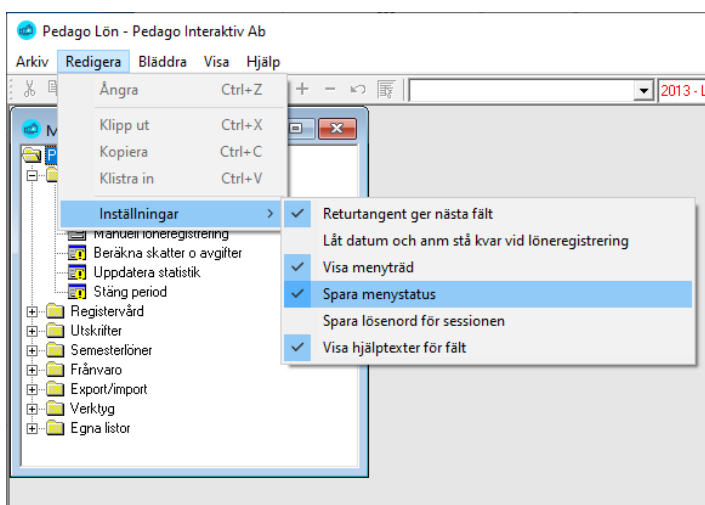 Pedago Lön - Pedago Interaktiv Ab
Arkiv Redigera Bläddra Visa Hjälp
2013 - L
Ångra Ctrl+Z
Klipp ut Ctrl+X
Kopiera Ctrl+C
Klistra in Ctrl+V
Inställningar
Returtangent ger nästa fält
Låt datum och anm stå kvar vid löneregistrering
Visa menyträd
Spara menystatus
Spara lösenord för sessionen
Visa hjälptexter för fält
M
P
Manuell löneregistrering
Beräkna skatter o avgifter
Uppdatera statistik
Stäng period
Registervård
Utskrifter
Semesterlöner
Frånvaro
Export/import
Verktyg
Egna listor